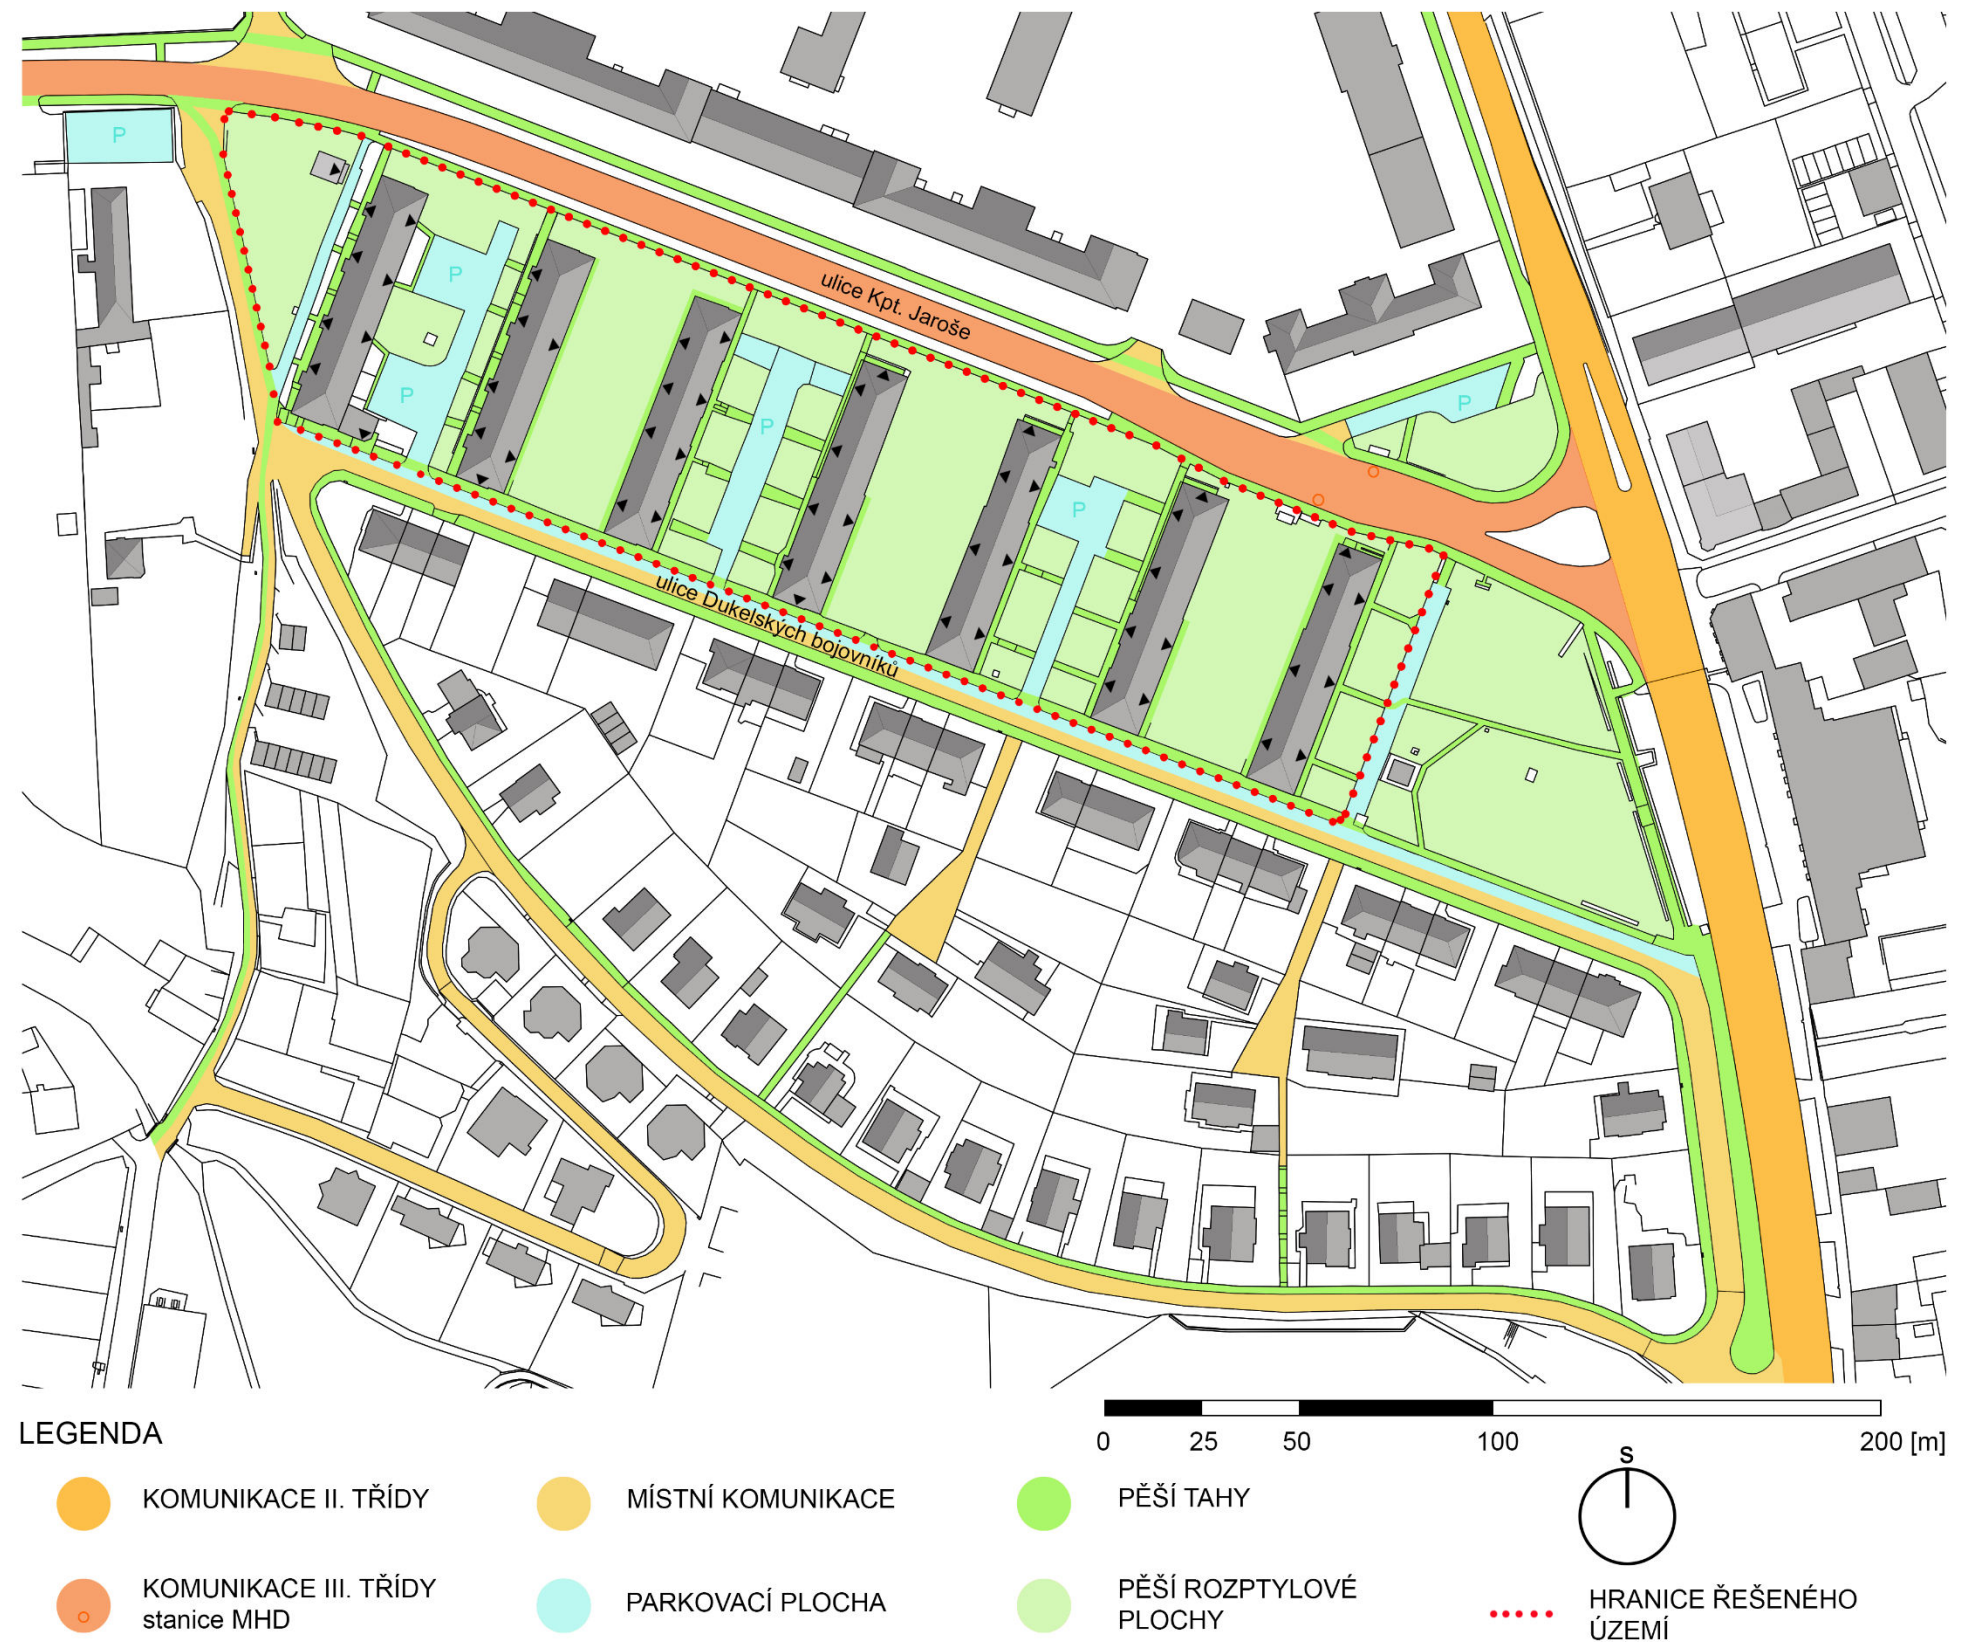 P
ulice Kpt. Jaroše
P
P
P
P
P
ulice Dukelských bojovníků
LEGENDA
0 25 50 100 200 [m]
S
KOMUNIKACE II. TŘÍDY
MÍSTNÍ KOMUNIKACE
PĚŠÍ TAHY
KOMUNIKACE III. TŘÍDY
stanice MHD
PARKOVACÍ PLOCHA
PĚŠÍ ROZPTYLOVÉ
PLOCHY
HRANICE ŘEŠENÉHO
ÚZEMÍ